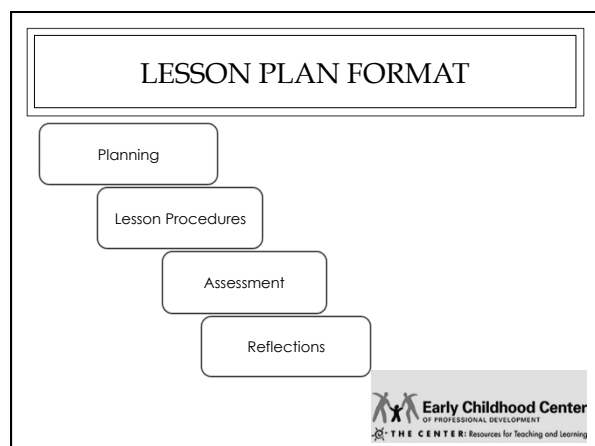 LESSON PLAN FORMAT
Planning
Lesson Procedures
Assessment
Reflections
Early Childhood Center
OF PROFESSIONAL DEVELOPMENT
THE CENTER: Resources for Teaching and Learning